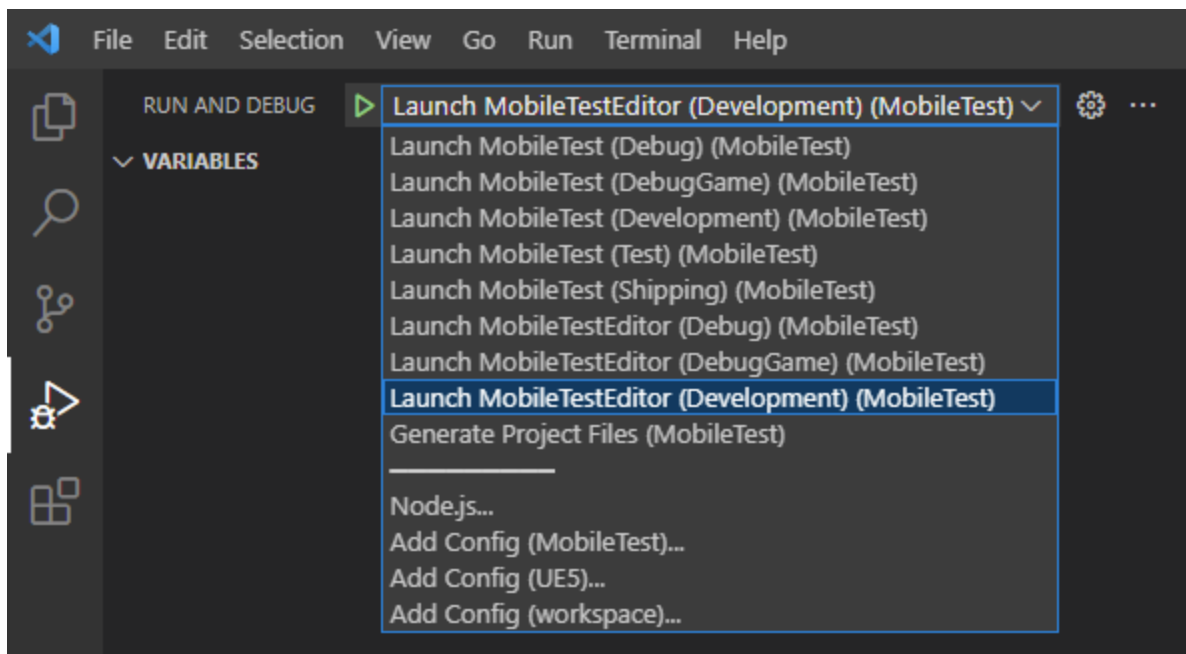 File Edit Selection View Go Run Terminal Help
RUN AND DEBUG Launch MobileTestEditor (Development) (MobileTest)
VARIABLES
Launch MobileTest (Debug) (MobileTest)
Launch MobileTest (DebugGame) (MobileTest)
Launch MobileTest (Development) (MobileTest)
Launch MobileTest (Test) (MobileTest)
Launch MobileTest (Shipping) (MobileTest)
Launch MobileTestEditor (Debug) (MobileTest)
Launch MobileTestEditor (DebugGame) (MobileTest)
Launch MobileTestEditor (Development) (MobileTest)
Generate Project Files (MobileTest)
Node.js...
Add Config (MobileTest)...
Add Config (UE5)...
Add Config (workspace)...